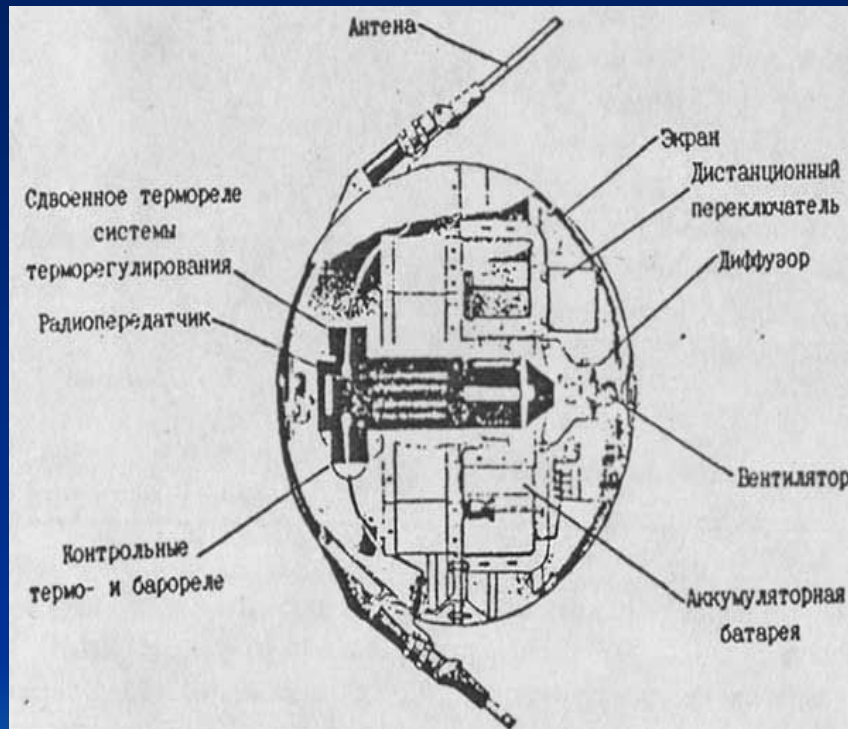 Антена
Экран
Дистанционный
переключатель
Диффузор
Сдвоенное термореле
системы
терморегулирования
Радиопередатчик
Вентилятор
Контрольные
термо- и барореле
Аккумуляторная
батарея